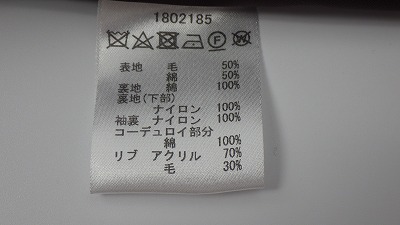 1802185
表地 毛 50%
綿 50%
裏地 綿 100%
裏地(下部)
ナイロン 100%
袖裏 ナイロン 100%
コーデュロイ部分
綿 100%
リブ アクリル 70%
毛 30%